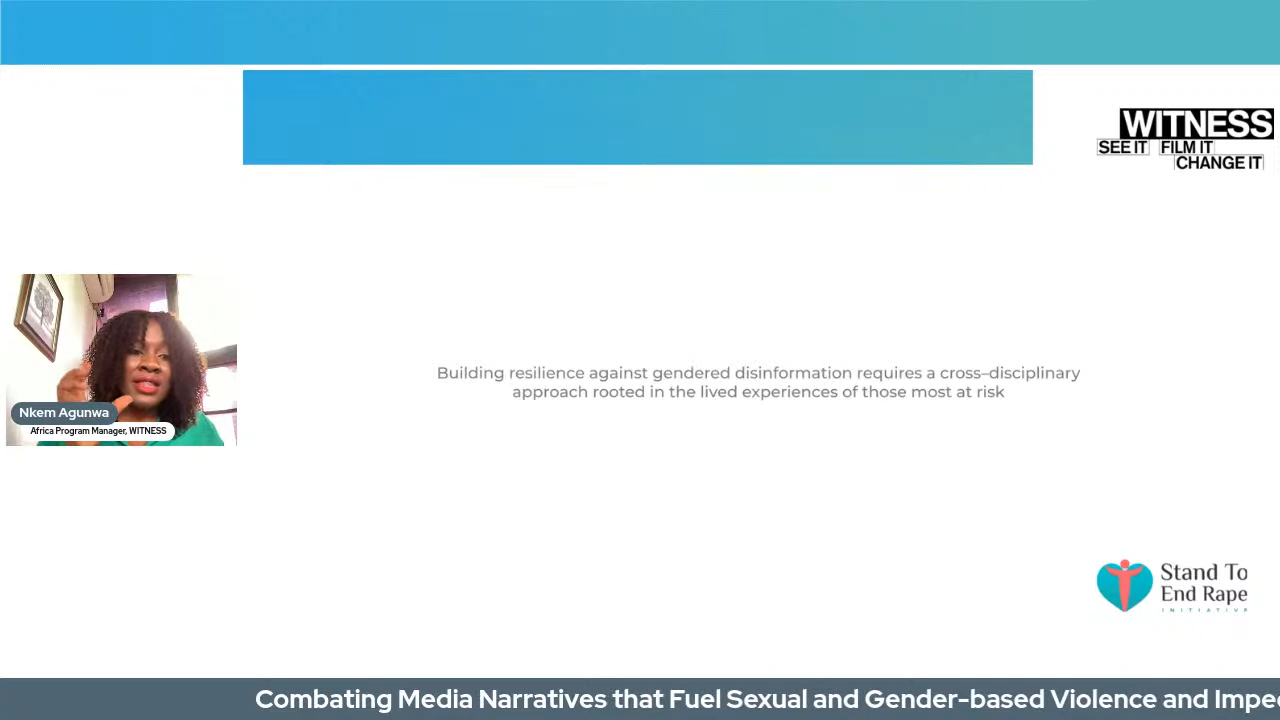 WITNESS
SEE IT FILM IT
CHANGE IT
Building resilience against gendered disinformation requires a cross–disciplinary
approach rooted in the lived experiences of those most at risk
Nkem Agunwa
Africa Program Manager, WITNESS
Stand To
End Rape
INITIATIVE
Combating Media Narratives that Fuel Sexual and Gender-based Violence and